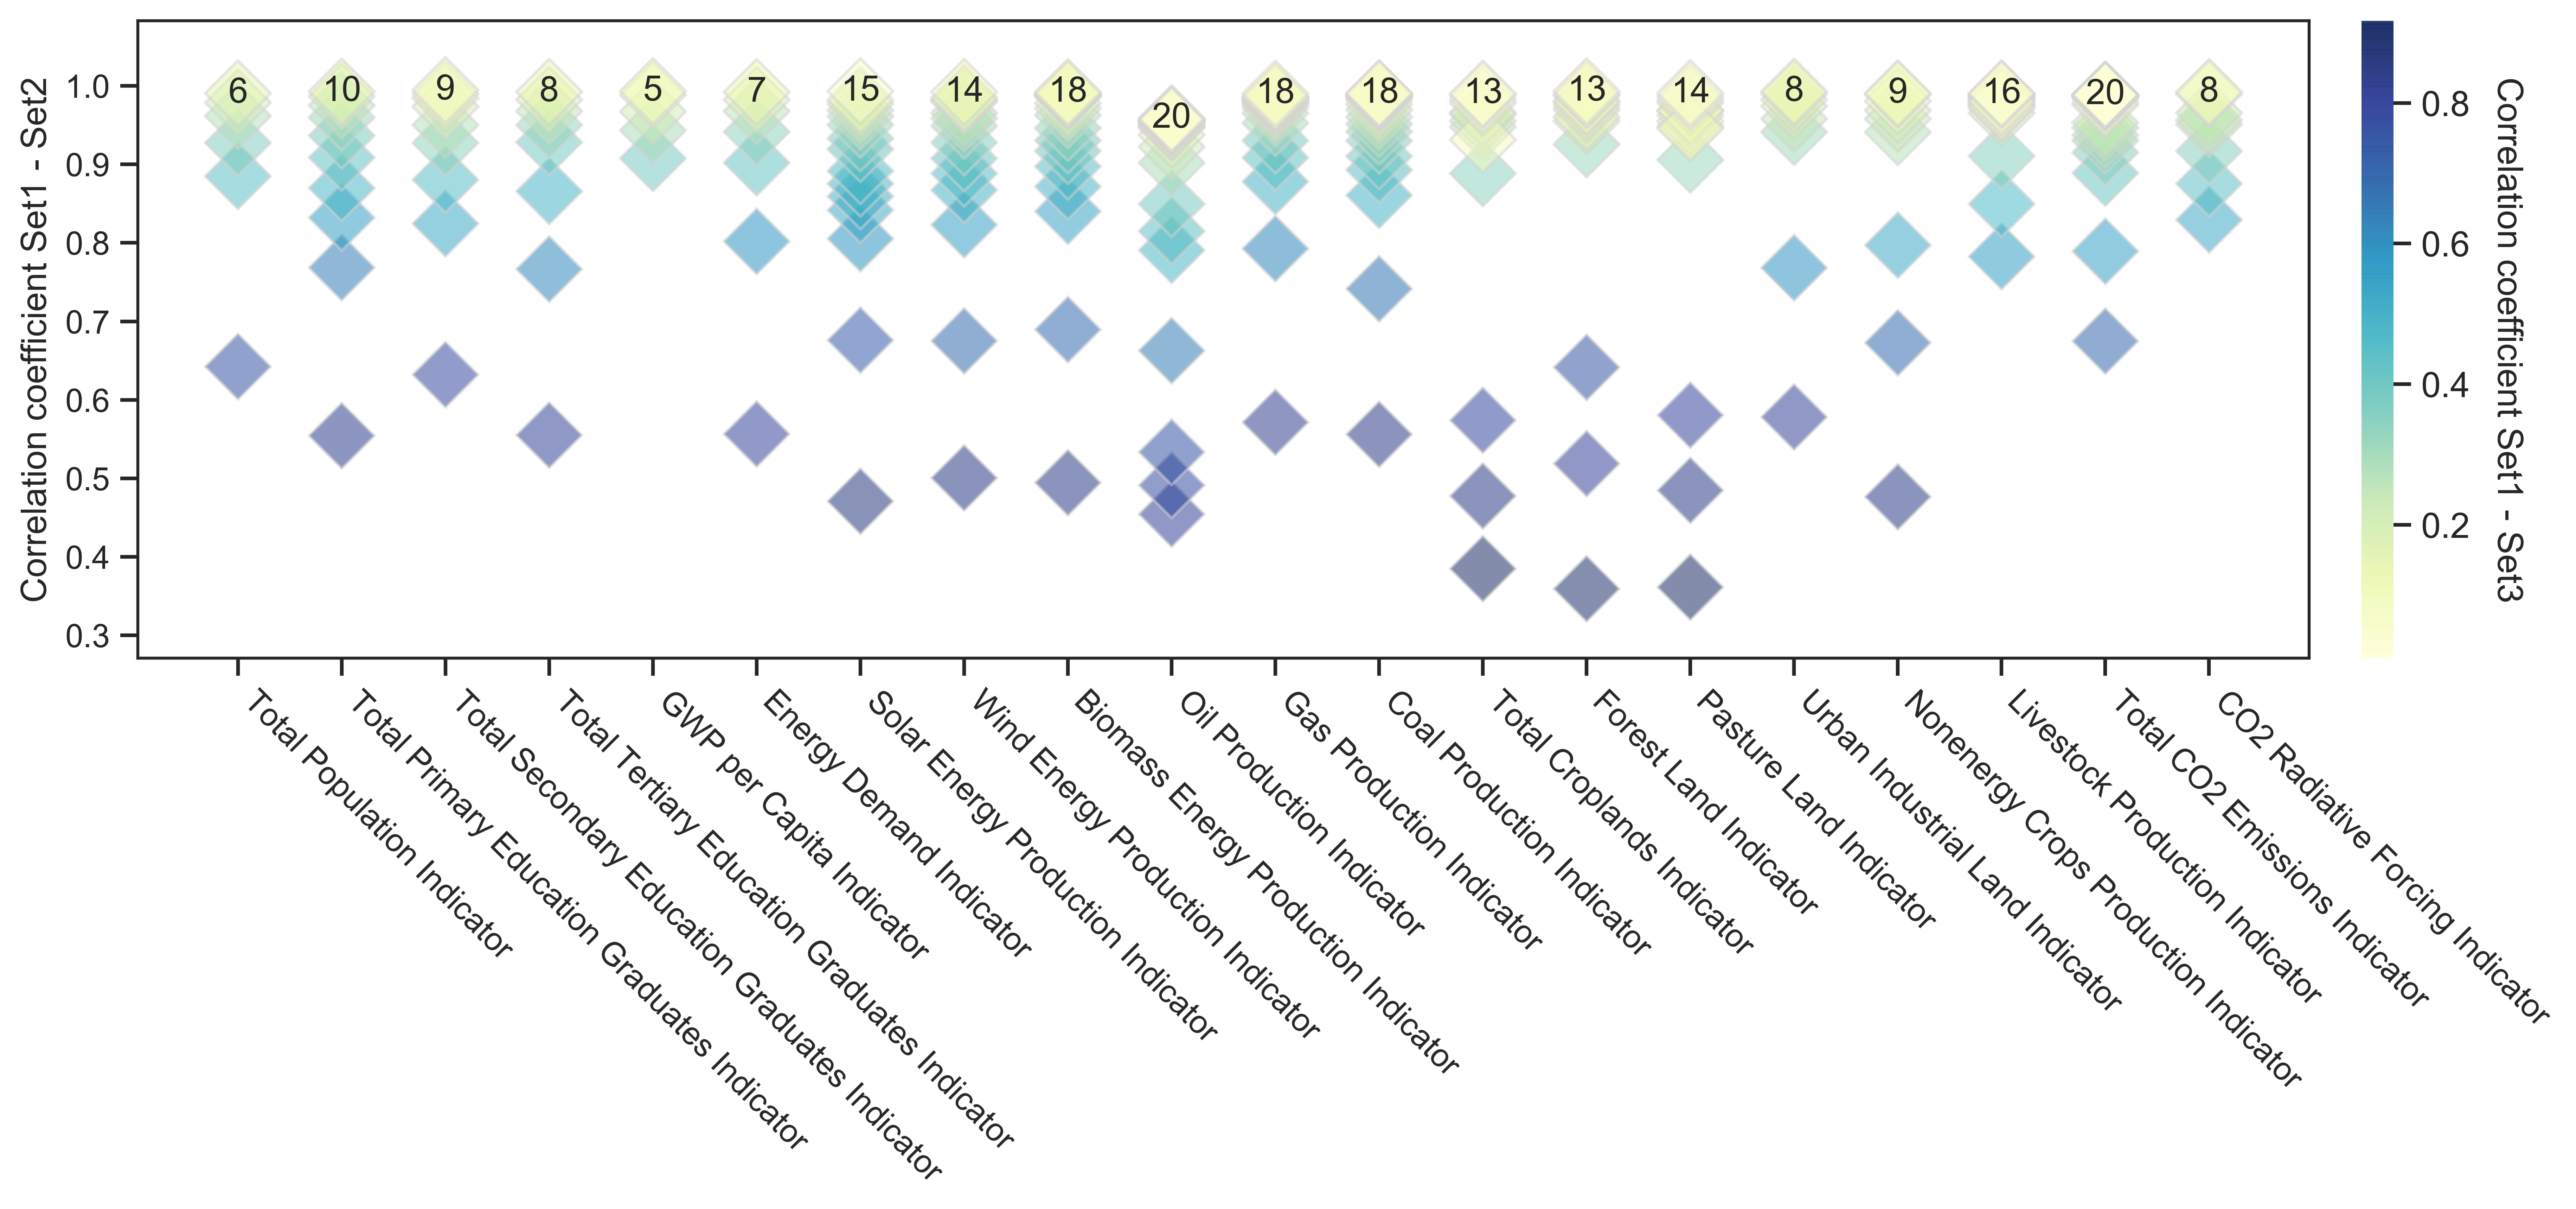 Correlation coefficient Set1 - Set2
1.0
0.9
0.8
0.7
0.6
0.5
0.4
0.3
6
10
9
8
5
7
15
14
18
20
18
18
13
13
14
8
9
16
20
8
Total Population Indicator
Total Primary Education Graduates Indicator
Total Secondary Education Graduates Indicator
Total Tertiary Education Graduates Indicator
GWP per Capita Indicator
Energy Demand Indicator
Solar Energy Production Indicator
Wind Energy Production Indicator
Biomass Energy Production Indicator
Oil Production Indicator
Gas Production Indicator
Coal Production Indicator
Total Croplands Indicator
Forest Land Indicator
Pasture Land Indicator
Urban Industrial Land Indicator
Nonenergy Crops Production Indicator
Livestock Production Indicator
Total CO2 Emissions Indicator
CO2 Radiative Forcing Indicator
0.8
0.6
0.4
0.2
Correlation coefficient Set1 - Set3